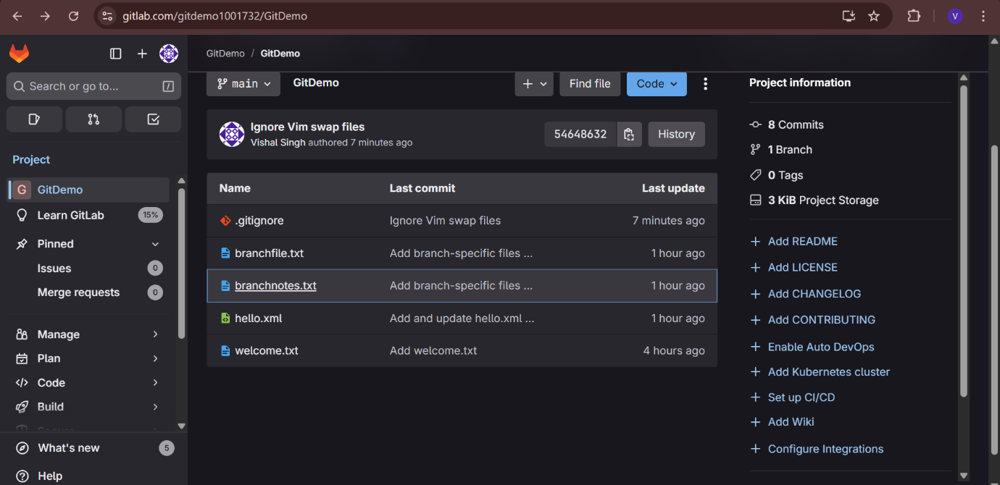 gitlab.com/gitdemo1001732/GitDemo
V
GitDemo / GitDemo
Search or go to... /
Project
G GitDemo
Learn GitLab 15%
Pinned
Issues 0
Merge requests 0
Manage
Plan
Code
Build
What's new 5
Help
main GitDemo Find file Code
Ignore Vim swap files
Vishal Singh authored 7 minutes ago
54648632 History
Name Last commit Last update
.gitignore Ignore Vim swap files 7 minutes ago
branchfile.txt Add branch-specific files ... 1 hour ago
branchnotes.txt Add branch-specific files ... 1 hour ago
hello.xml Add and update hello.xml ... 1 hour ago
welcome.txt Add welcome.txt 4 hours ago
Project information
8 Commits
1 Branch
0 Tags
3 KiB Project Storage
Add README
Add LICENSE
Add CHANGELOG
Add CONTRIBUTING
Enable Auto DevOps
Add Kubernetes cluster
Set up CI/CD
Add Wiki
Configure Integrations